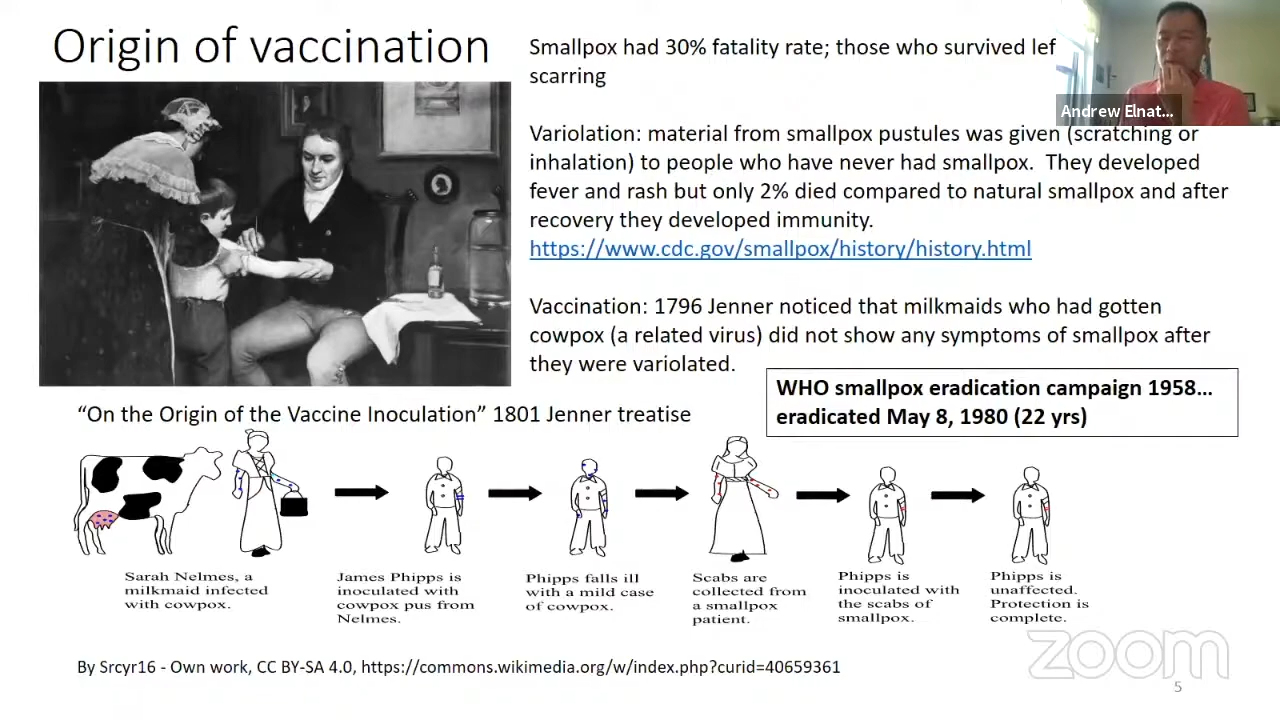 Origin of vaccination
Smallpox had 30% fatality rate; those who survived lef
scarring
Andrew Elnat...
Variolation: material from smallpox pustules was given (scratching or
inhalation) to people who have never had smallpox.  They developed
fever and rash but only 2% died compared to natural smallpox and after
recovery they developed immunity.
https://www.cdc.gov/smallpox/history/history.html
Vaccination: 1796 Jenner noticed that milkmaids who had gotten
cowpox (a related virus) did not show any symptoms of smallpox after
they were variolated.
WHO smallpox eradication campaign 1958...
eradicated May 8, 1980 (22 yrs)
“On the Origin of the Vaccine Inoculation” 1801 Jenner treatise
Sarah Nelmes, a
milkmaid infected
with cowpox.
James Phipps is
inoculated with
cowpox pus from
Nelmes.
Phipps falls ill
with a mild case
of cowpox.
Scabs are
collected from
a smallpox
patient.
Phipps is
inoculated with
the scabs of
smallpox.
Phipps is
unaffected.
Protection is
complete.
By Srcyr16 - Own work, CC BY-SA 4.0, https://commons.wikimedia.org/w/index.php?curid=40659361
zoom
5